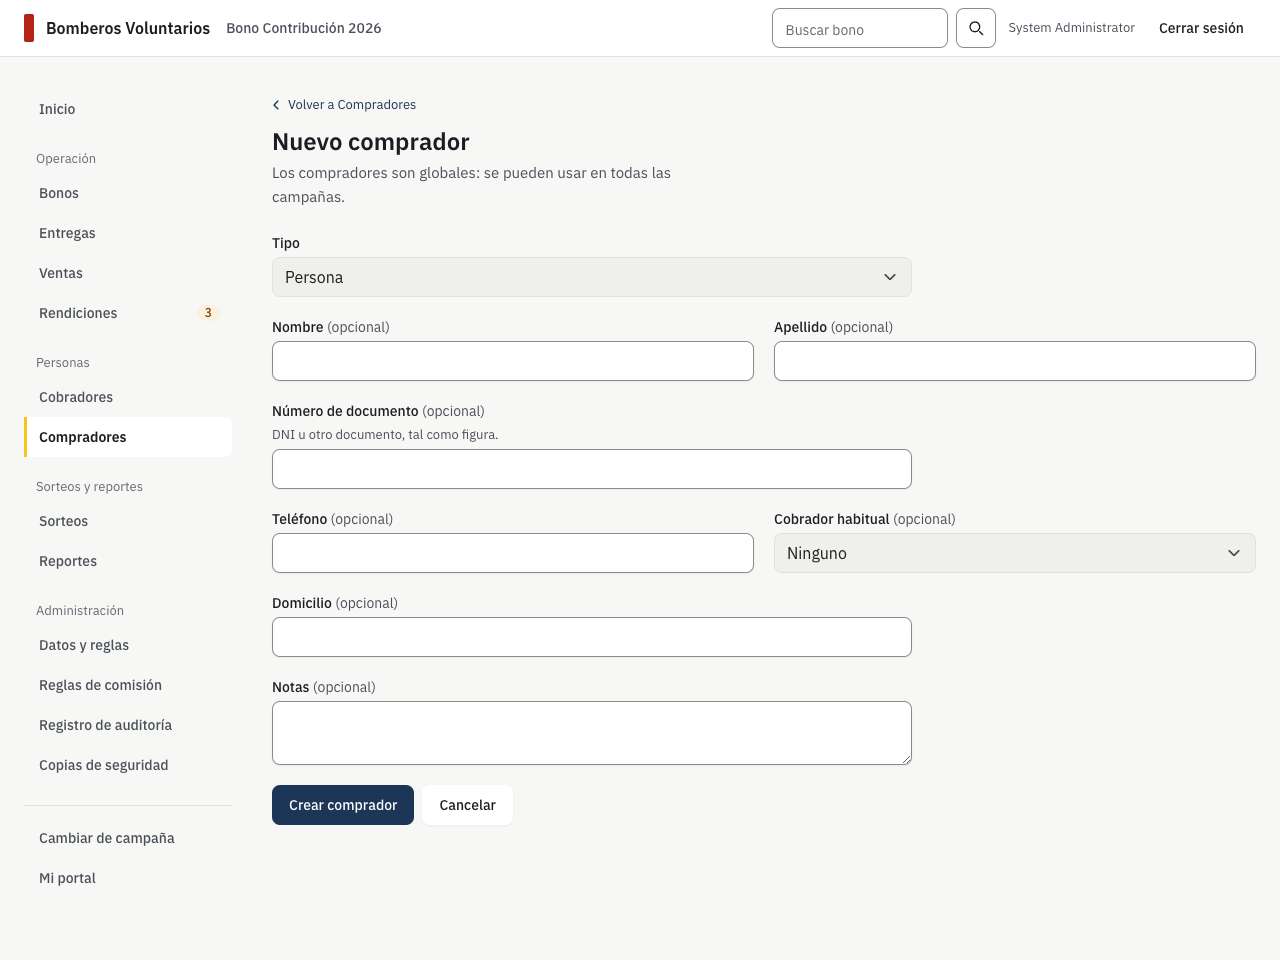 Bomberos Voluntarios
Bono Contribución 2026
Buscar bono
System Administrator
Cerrar sesión
Inicio
Operación
Bonos
Entregas
Ventas
Rendiciones 3
Personas
Cobradores
Compradores
Sorteos y reportes
Sorteos
Reportes
Administración
Datos y reglas
Reglas de comisión
Registro de auditoría
Copias de seguridad
Cambiar de campaña
Mi portal
Volver a Compradores
Nuevo comprador
Los compradores son globales: se pueden usar en todas las
campañas.
Tipo
Persona
Nombre (opcional)
Apellido (opcional)
Número de documento (opcional)
DNI u otro documento, tal como figura.
Teléfono (opcional)
Cobrador habitual (opcional)
Ninguno
Domicilio (opcional)
Notas (opcional)
Crear comprador
Cancelar